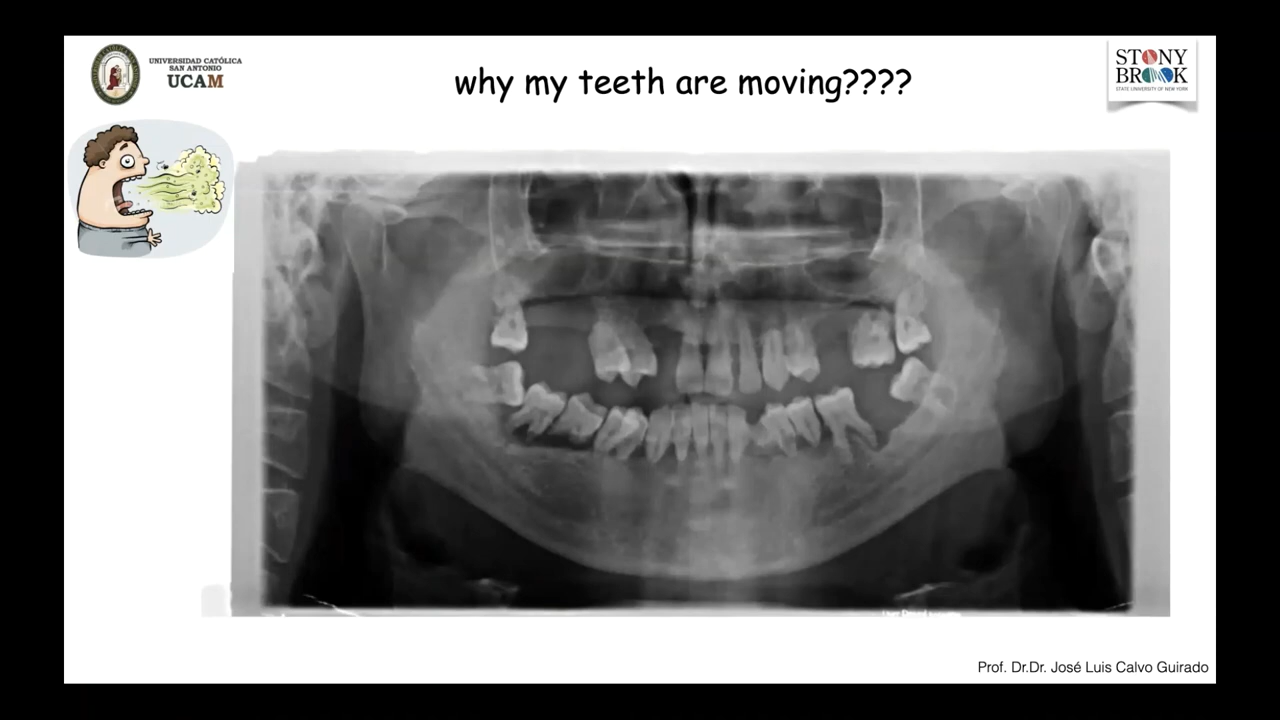 UNIVERSIDAD CATÓLICA
SAN ANTONIO
UCAM
why my teeth are moving????
STONY
BROOK
STATE UNIVERSITY OF NEW YORK
Prof. Dr.Dr. José Luis Calvo Guirado